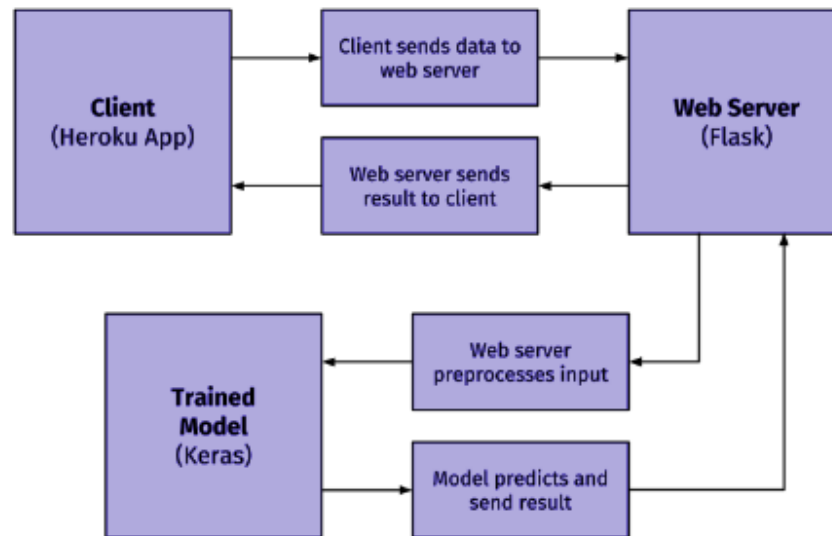 Client sends data to
web server
Client
(Heroku App)
Web Server
(Flask)
Web server sends
result to client
Web server
preprocesses input
Trained
Model
(Keras)
Model predicts and
send result